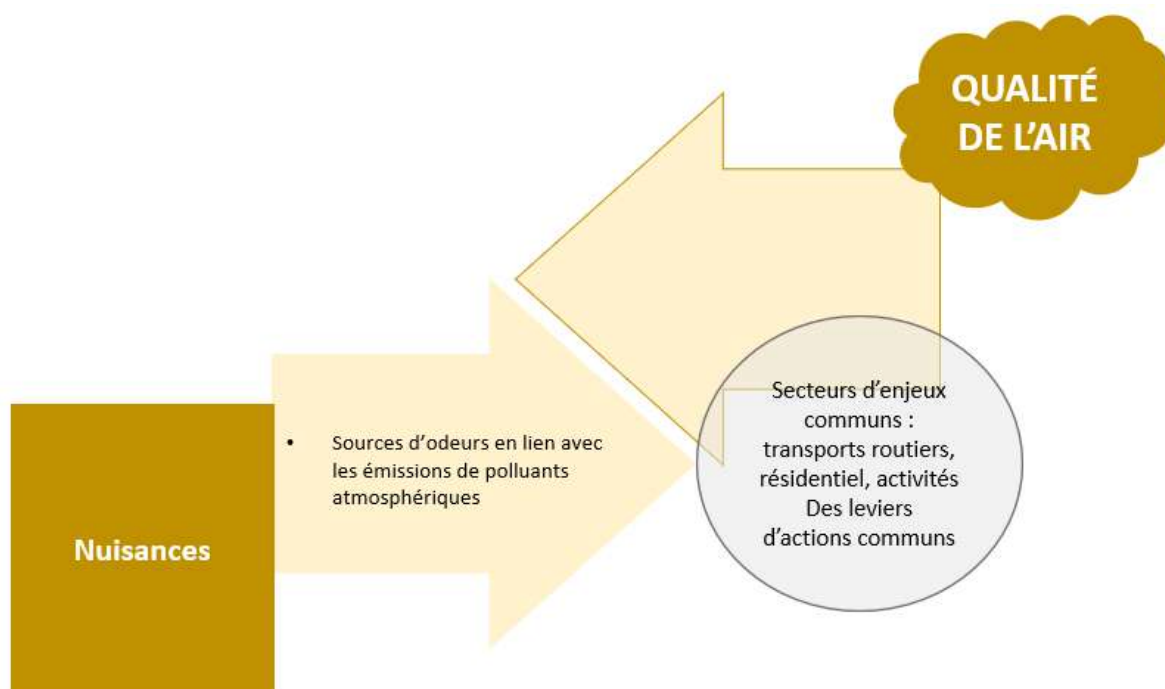 QUALITÉ
DE L’AIR
• Sources d’odeurs en lien avec
les émissions de polluants
atmosphériques
Nuisances
Secteurs d’enjeux
communs :
transports routiers,
résidentiel, activités
Des leviers
d’actions communs